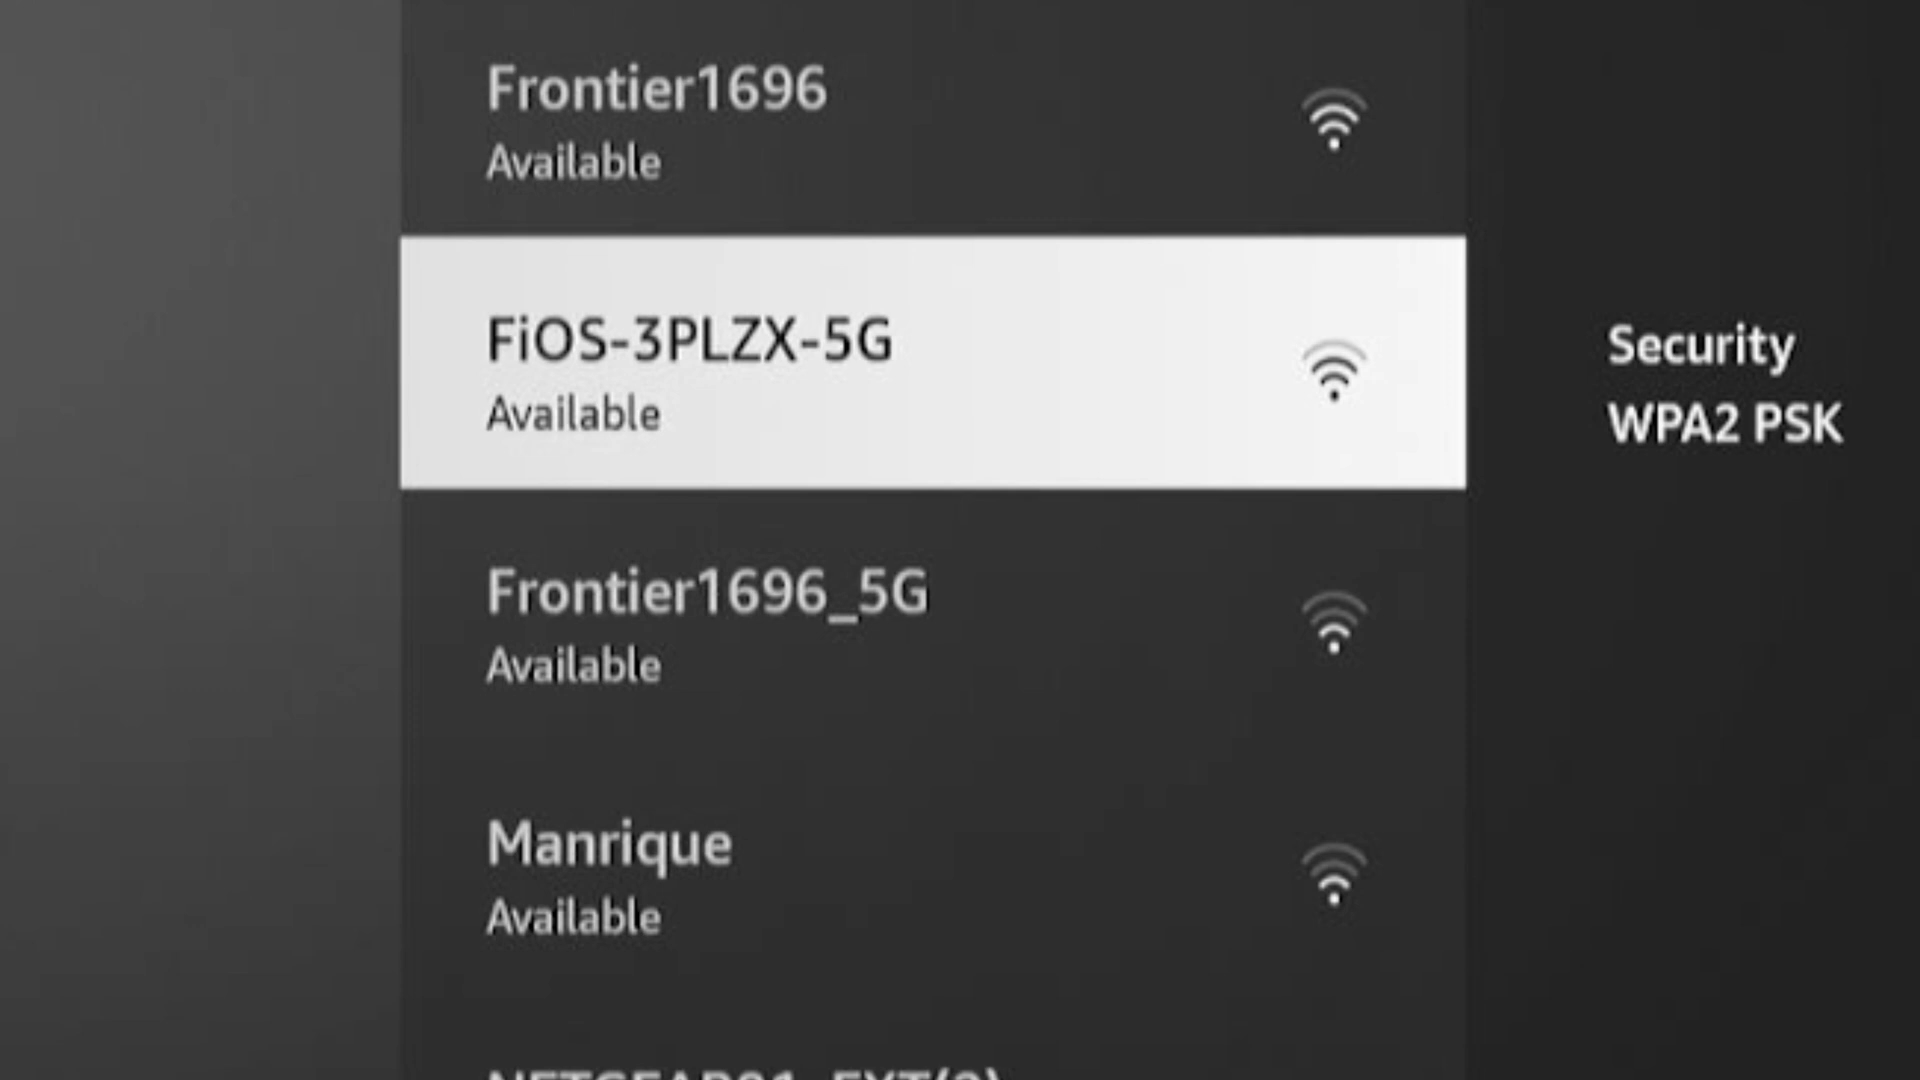 Frontier1696
Available
FiOS-3PLZX-5G
Available
Security
WPA2 PSK
Frontier1696_5G
Available
Manrique
Available